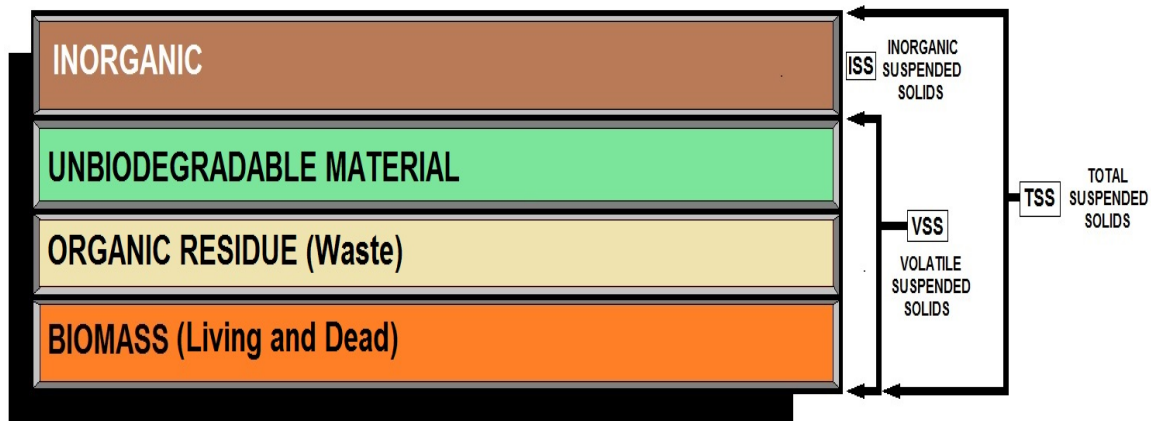 INORGANIC
ISS
INORGANIC
SUSPENDED
SOLIDS
UNBIODEGRADABLE MATERIAL
ORGANIC RESIDUE (Waste)
BIOMASS (Living and Dead)
VSS
VOLATILE
SUSPENDED
SOLIDS
TSS
TOTAL
SUSPENDED
SOLIDS